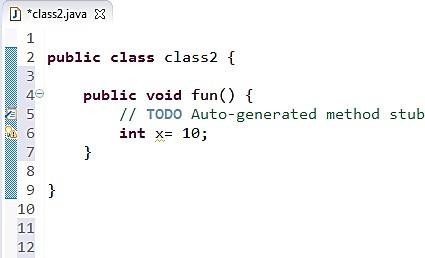 *class2.java
1
2 public class class2 {
3
4 public void fun() {
5 // TODO Auto-generated method stub
6 int x= 10;
7 }
8
9 }
10
11
12